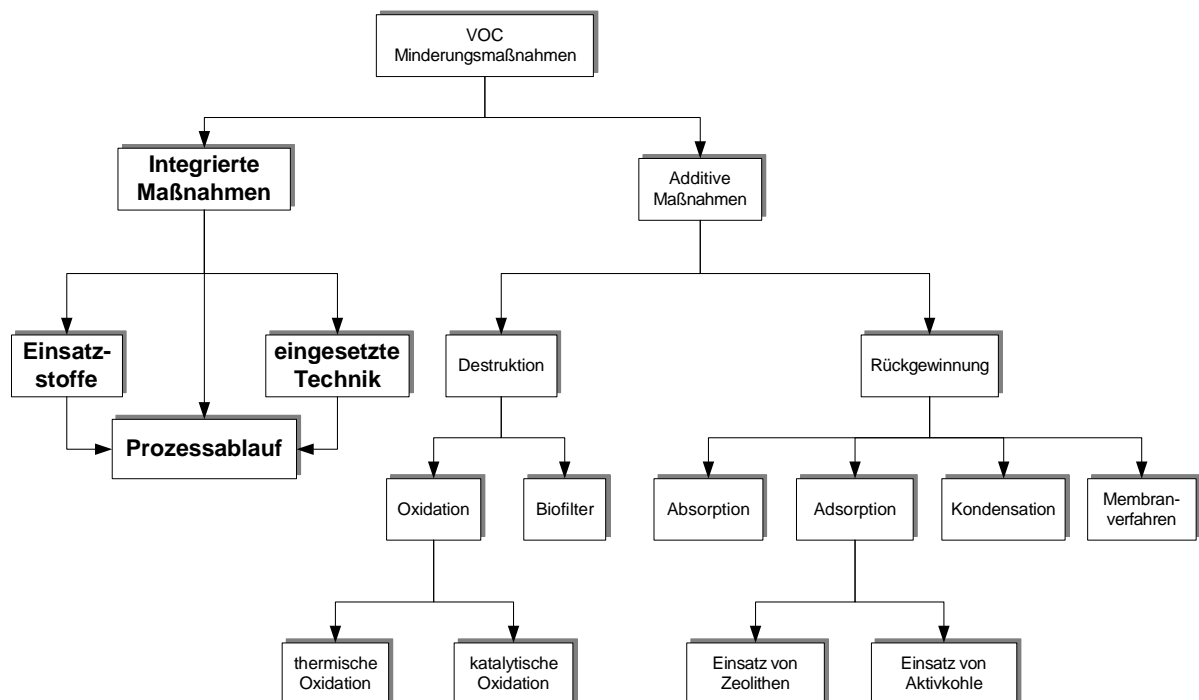 VOC
Minderungsmaßnahmen
Integrierte
Maßnahmen
Additive
Maßnahmen
Einsatz-
stoffe
eingesetzte
Technik
Destruktion
Rückgewinnung
Prozessablauf
Oxidation
Biofilter
Absorption
Adsorption
Kondensation
Membran-
verfahren
thermische
Oxidation
katalytische
Oxidation
Einsatz von
Zeolithen
Einsatz von
Aktivkohle